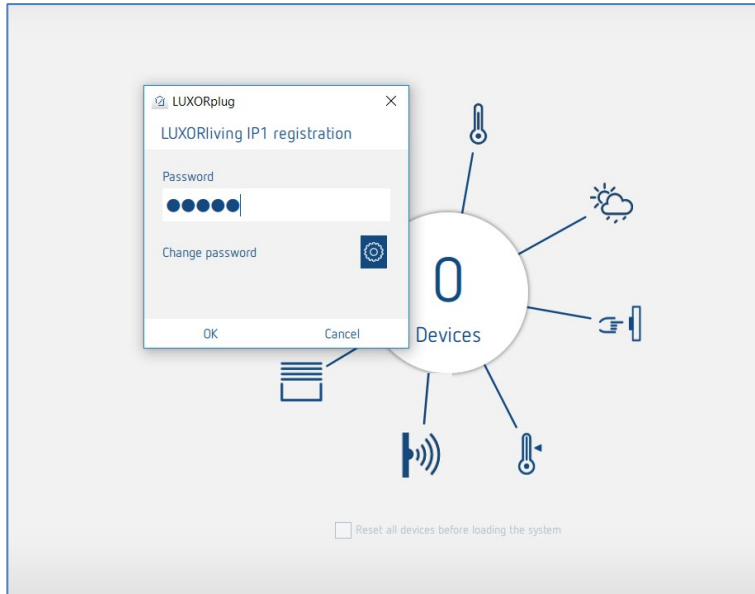 LUXORplug
LUXORliving IP1 registration
Password
●●●●●
Change password
OK Cancel
0
Devices
Reset all devices before loading the system